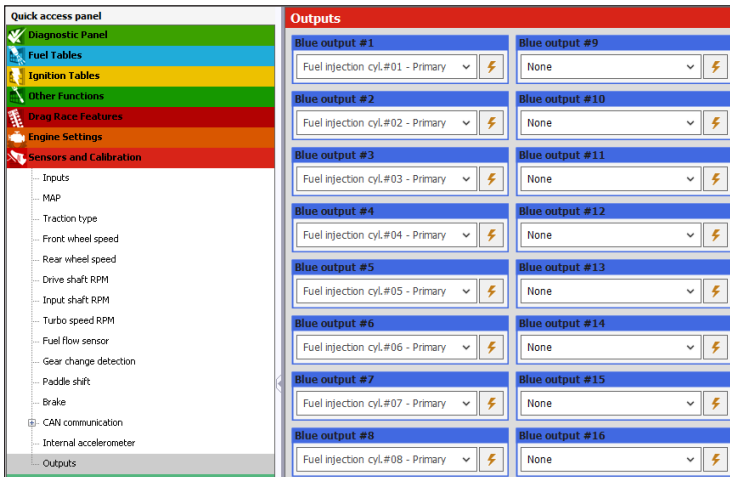 Quick access panel
Diagnostic Panel
Fuel Tables
Ignition Tables
Other Functions
Drag Race Features
Engine Settings
Sensors and Calibration
Inputs
MAP
Traction type
Front wheel speed
Rear wheel speed
Drive shaft RPM
Input shaft RPM
Turbo speed RPM
Fuel flow sensor
Gear change detection
Paddle shift
Brake
CAN communication
Internal accelerometer
Outputs
Outputs
Blue output #1
Fuel injection cyl.#01 - Primary
Blue output #2
Fuel injection cyl.#02 - Primary
Blue output #3
Fuel injection cyl.#03 - Primary
Blue output #4
Fuel injection cyl.#04 - Primary
Blue output #5
Fuel injection cyl.#05 - Primary
Blue output #6
Fuel injection cyl.#06 - Primary
Blue output #7
Fuel injection cyl.#07 - Primary
Blue output #8
Fuel injection cyl.#08 - Primary
Blue output #9
None
Blue output #10
None
Blue output #11
None
Blue output #12
None
Blue output #13
None
Blue output #14
None
Blue output #15
None
Blue output #16
None